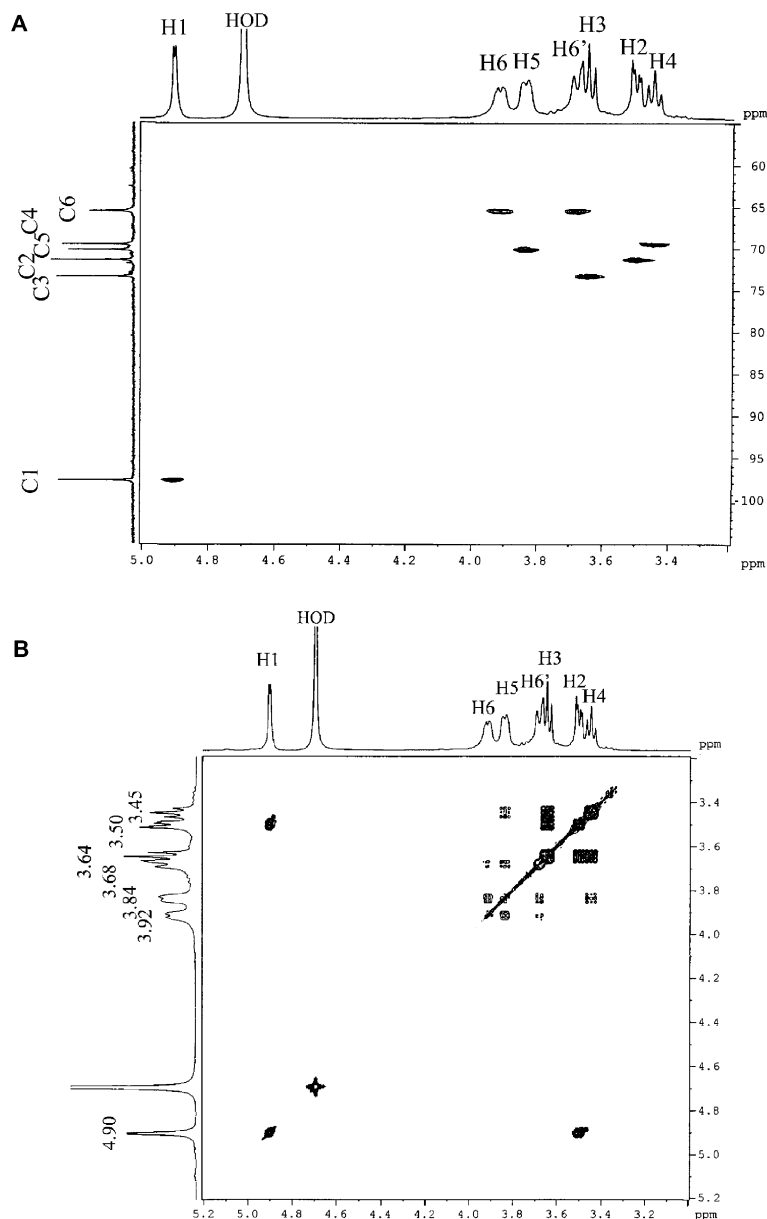 A
H1
HOD
H6
H5
H6'
H3
H2
H4
ppm
60
65
70
75
80
85
90
95
100
C6
C4
C5
C2
C3
C1
5.0 4.8 4.6 4.4 4.2 4.0 3.8 3.6 3.4
ppm
B
H1
HOD
H6
H5
H6'
H3
H2
H4
ppm
3.4
3.6
3.8
4.0
4.2
4.4
4.6
4.8
5.0
5.2
3.45
3.50
3.64
3.68
3.84
3.92
4.90
5.2 5.0 4.8 4.6 4.4 4.2 4.0 3.8 3.6 3.4 3.2
ppm